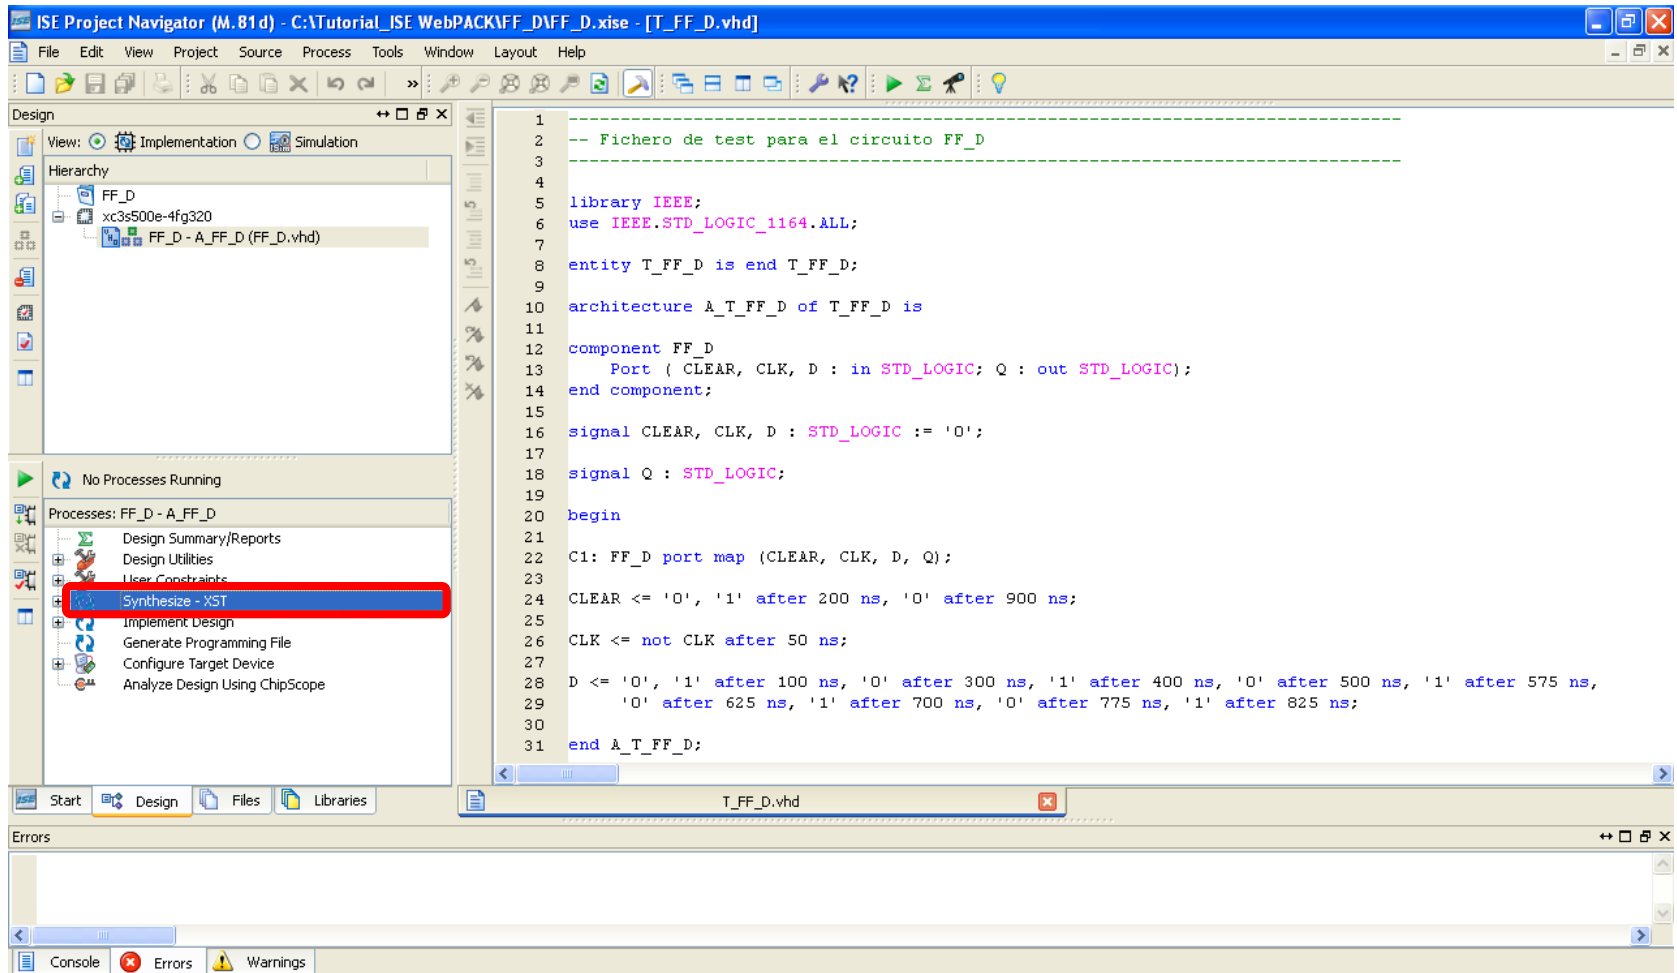 ISE Project Navigator (M.81d) - C:\Tutorial_ISE WebPACK\FF_D\FF_D.xise - [T_FF_D.vhd]
File Edit View Project Source Process Tools Window Layout Help
Design
View: Implementation Simulation
Hierarchy
FF_D
xc3s500e-4fg320
FF_D - A_FF_D (FF_D.vhd)
No Processes Running
Processes: FF_D - A_FF_D
Design Summary/Reports
Design Utilities
User Constraints
Synthesize - XST
Implement Design
Generate Programming File
Configure Target Device
Analyze Design Using ChipScope
Start Design Files Libraries
1 --------------------------------------------------------------------------------
2 -- Fichero de test para el circuito FF_D
3 --------------------------------------------------------------------------------
4
5 library IEEE;
6 use IEEE.STD_LOGIC_1164.ALL;
7
8 entity T_FF_D is end T_FF_D;
9
10 architecture A_T_FF_D of T_FF_D is
11
12 component FF_D
13 Port ( CLEAR, CLK, D : in STD_LOGIC; Q : out STD_LOGIC);
14 end component;
15
16 signal CLEAR, CLK, D : STD_LOGIC := '0';
17
18 signal Q : STD_LOGIC;
19
20 begin
21
22 C1: FF_D port map (CLEAR, CLK, D, Q);
23
24 CLEAR <= '0', '1' after 200 ns, '0' after 900 ns;
25
26 CLK <= not CLK after 50 ns;
27
28 D <= '0', '1' after 100 ns, '0' after 300 ns, '1' after 400 ns, '0' after 500 ns, '1' after 575 ns,
29 '0' after 625 ns, '1' after 700 ns, '0' after 775 ns, '1' after 825 ns;
30
31 end A_T_FF_D;
T_FF_D.vhd
Errors
Console Errors Warnings